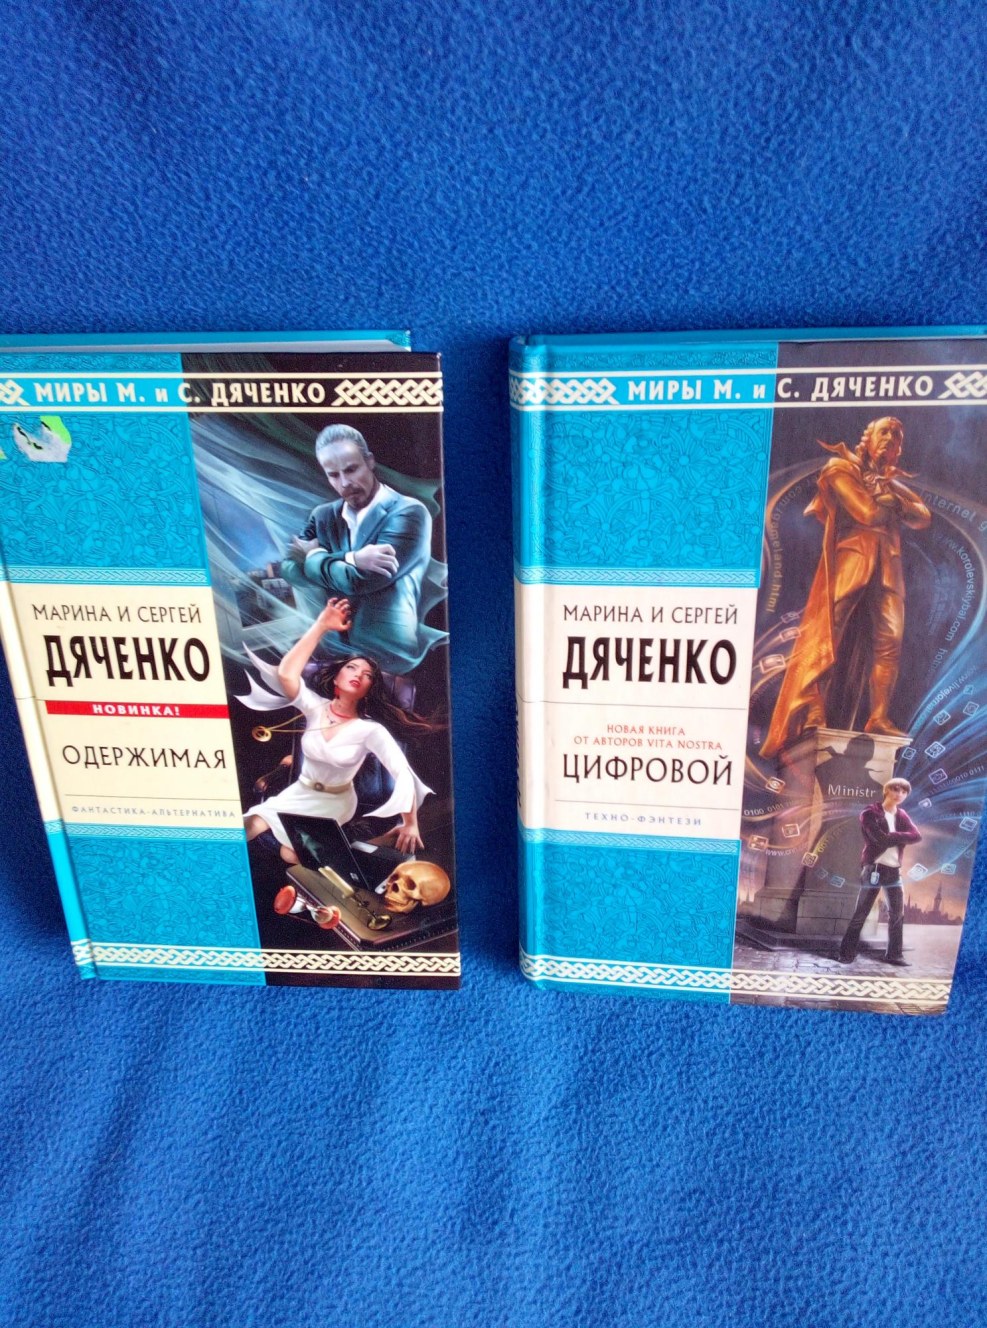 МИРЫ М. и С. ДЯЧЕНКО
МАРИНА И СЕРГЕЙ
ДЯЧЕНКО
НОВИНКА!
ОДЕРЖИМАЯ
ФАНТАСТИКА-АЛЬТЕРНАТИВА
МИРЫ М. и С. ДЯЧЕНКО
МАРИНА И СЕРГЕЙ
ДЯЧЕНКО
НОВАЯ КНИГА
ОТ АВТОРОВ VITA NOSTRA
ЦИФРОВОЙ
ТЕХНО-ФЭНТЕЗИ
internet
Ministr